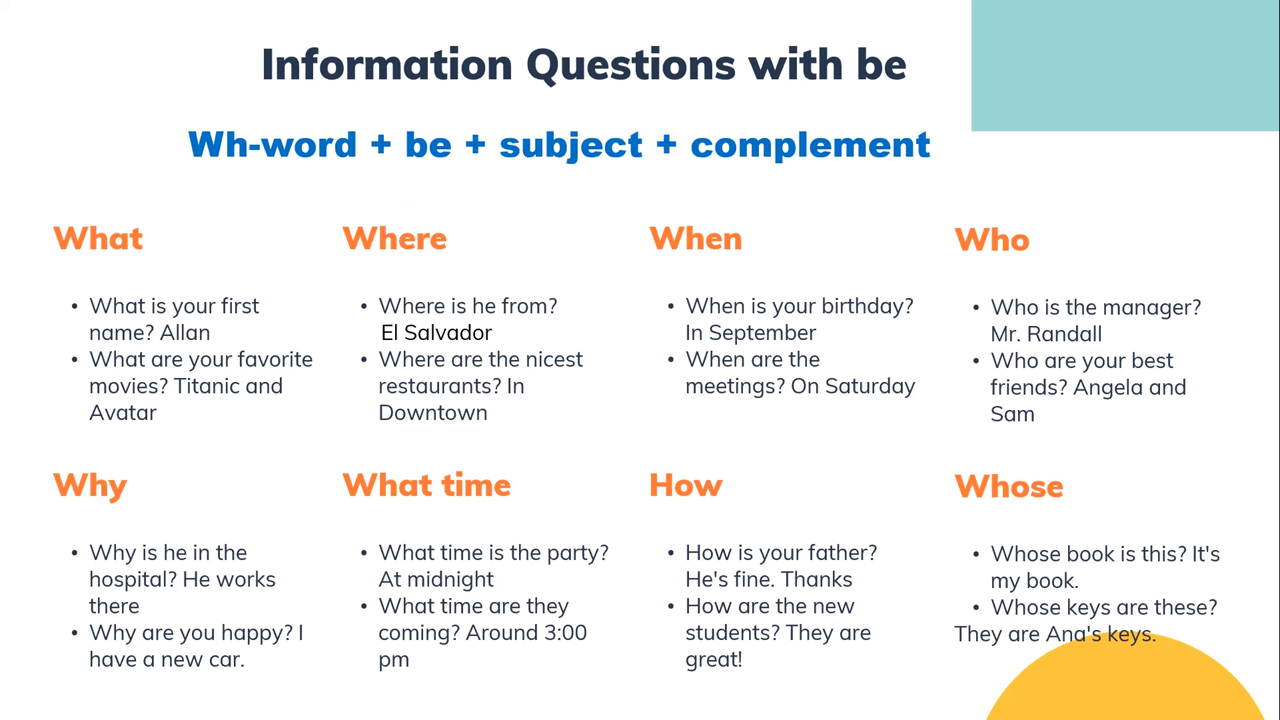 Information Questions with be
Wh-word + be + subject + complement
What
• What is your first
name? Allan
• What are your favorite
movies? Titanic and
Avatar
Where
• Where is he from?
El Salvador
• Where are the nicest
restaurants? In
Downtown
When
• When is your birthday?
In September
• When are the
meetings? On Saturday
Who
• Who is the manager?
Mr. Randall
• Who are your best
friends? Angela and
Sam
Why
• Why is he in the
hospital? He works
there
• Why are you happy? I
have a new car.
What time
• What time is the party?
At midnight
• What time are they
coming? Around 3:00
pm
How
• How is your father?
He's fine. Thanks
• How are the new
students? They are
great!
Whose
• Whose book is this? It's
my book.
• Whose keys are these?
They are Ana's keys.